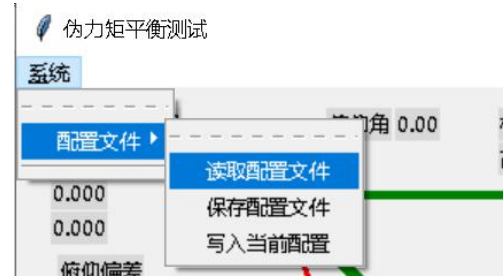 伪力矩平衡测试
系统
配置文件
角 0.00
读取配置文件
0.000
保存配置文件
0.000
写入当前配置
俯仰偏差